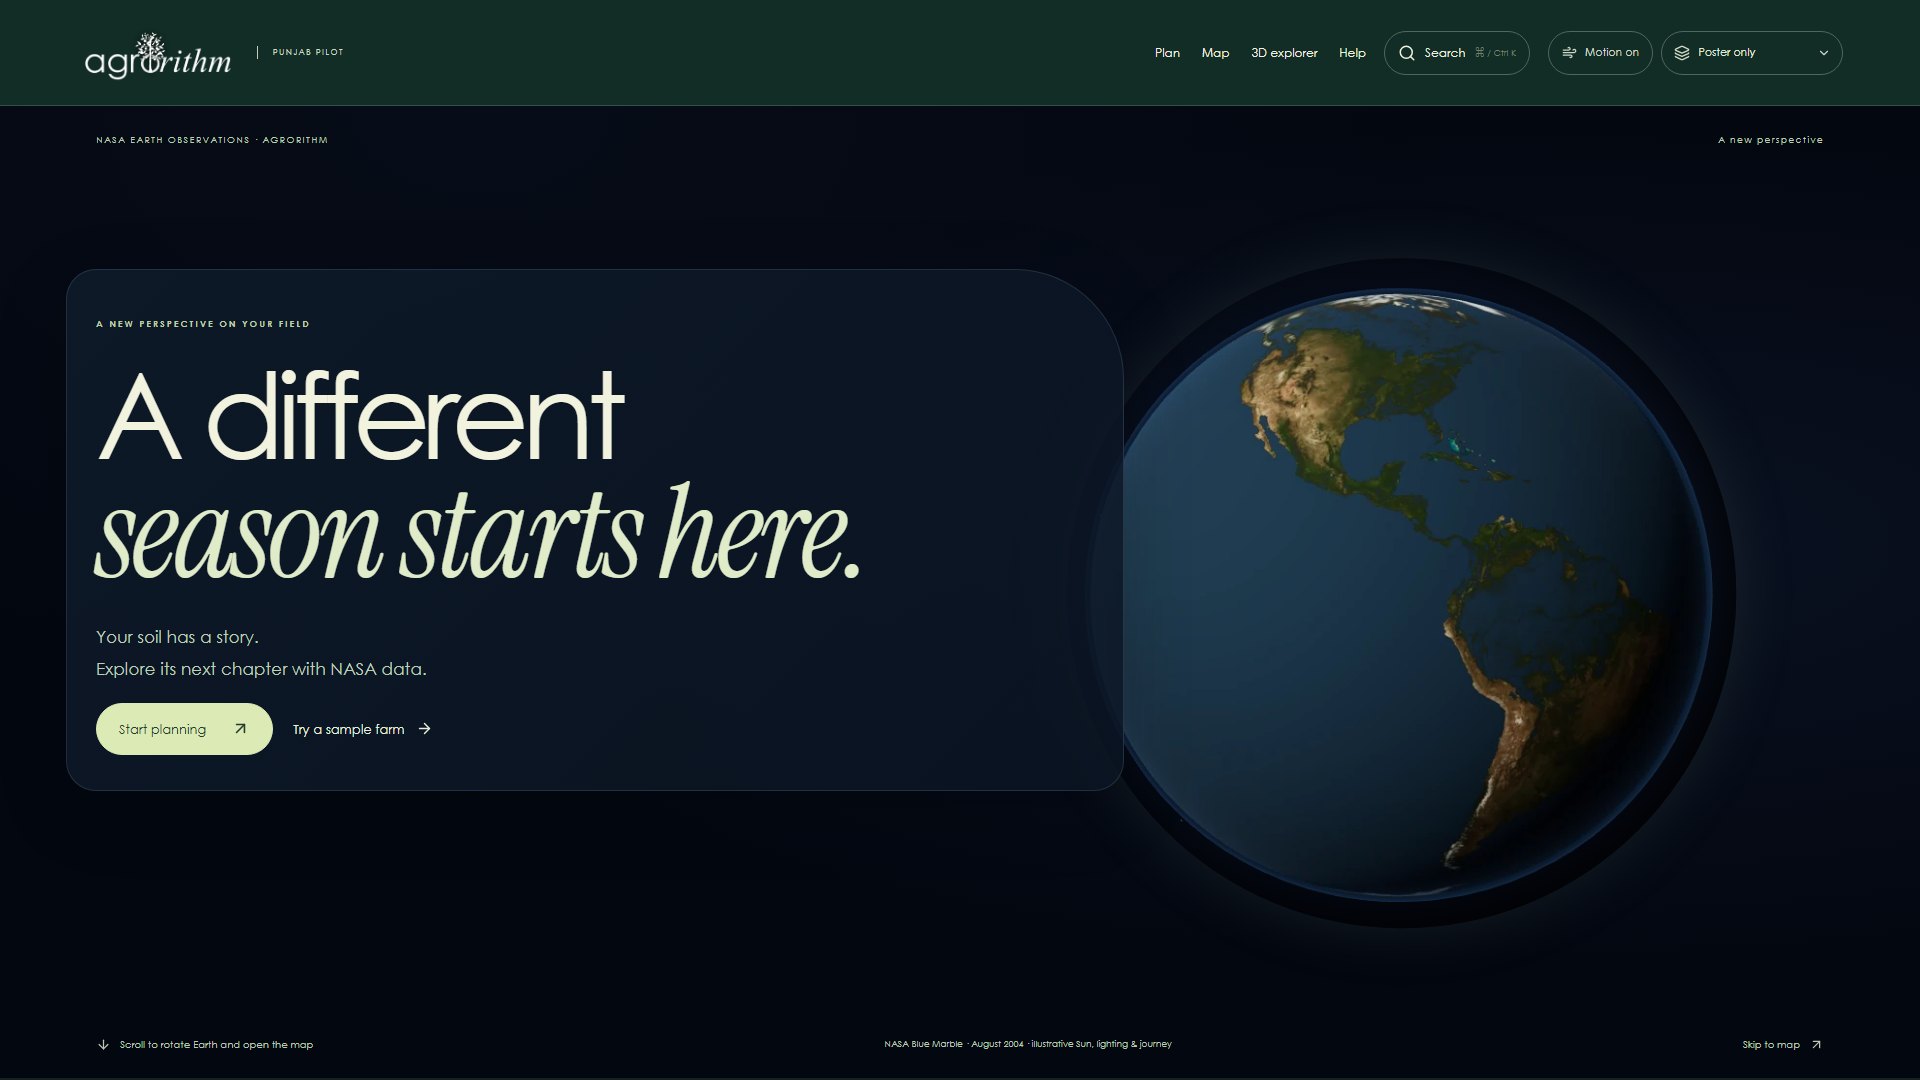 agrorithm
PUNJAB PILOT
Plan
Map
3D explorer
Help
Search ⌘ / Ctrl K
Motion on
Poster only
NASA EARTH OBSERVATIONS · AGRORITHM
A new perspective
A NEW PERSPECTIVE ON YOUR FIELD
A different
season starts here.
Your soil has a story.
Explore its next chapter with NASA data.
Start planning
Try a sample farm
Scroll to rotate Earth and open the map
NASA Blue Marble · August 2004 · illustrative Sun, lighting & journey
Skip to map